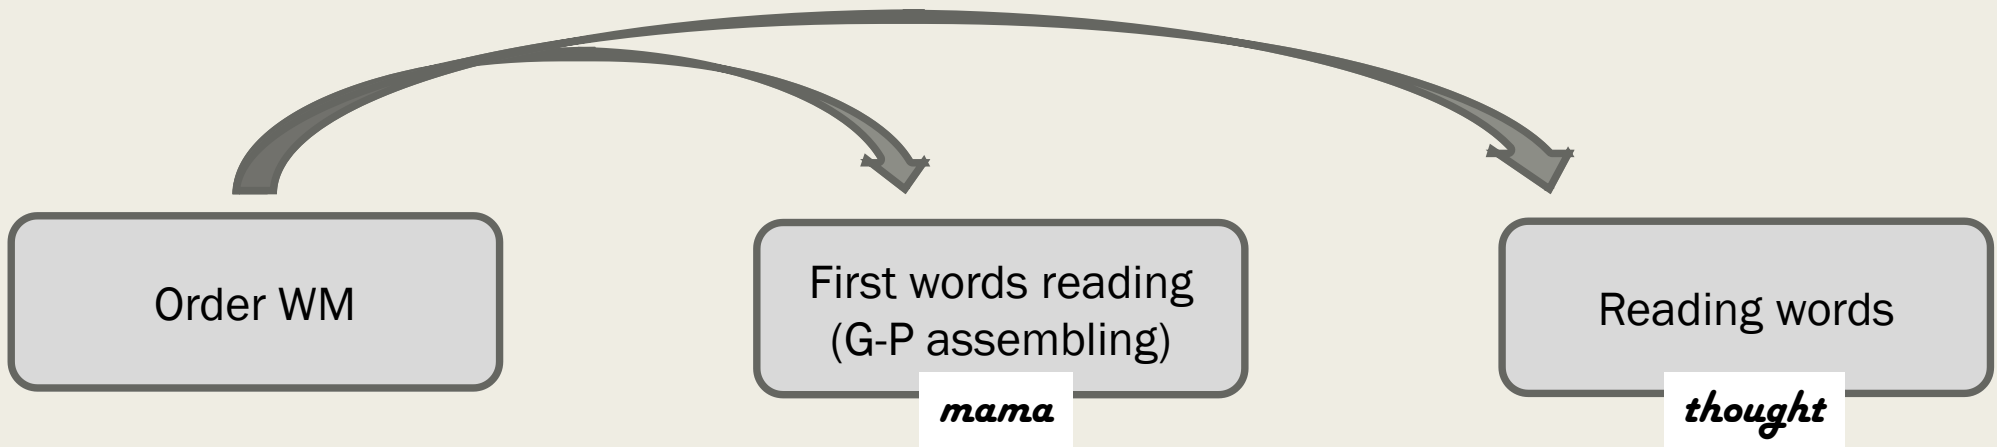 Order WM
First words reading
(G-P assembling)
mama
Reading words
thought